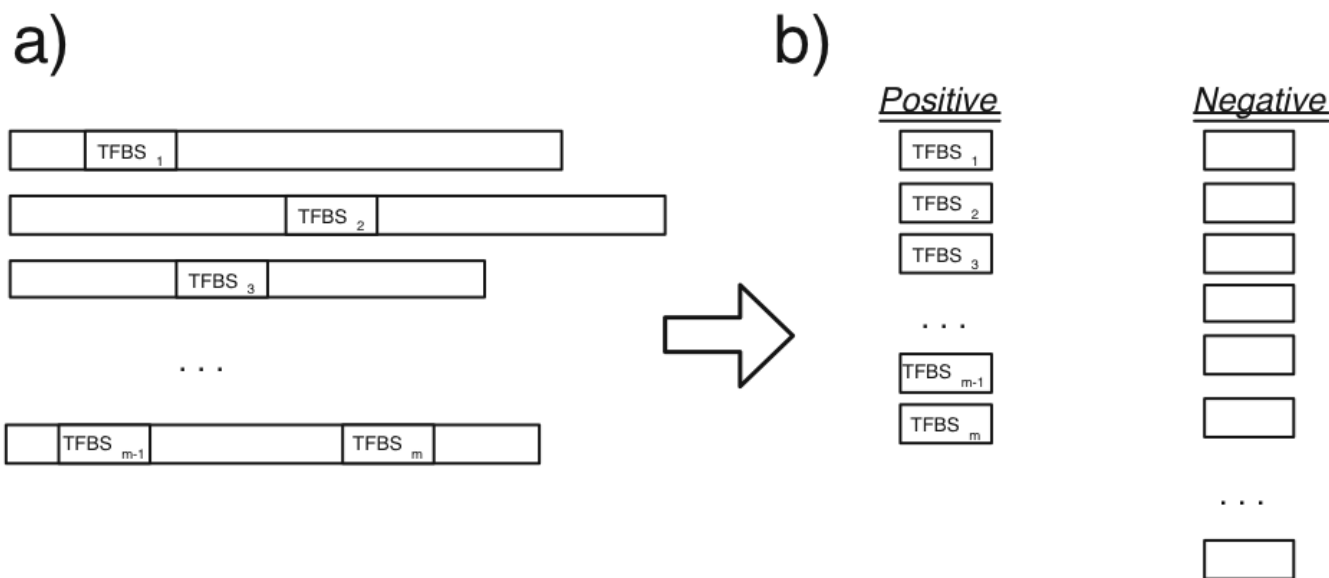 a)
TFBS 1
TFBS 2
TFBS 3
. . .
TFBS m-1 TFBS m
b)
Positive Negative
TFBS 1
TFBS 2
TFBS 3
. . .
TFBS m-1
TFBS m
. . .